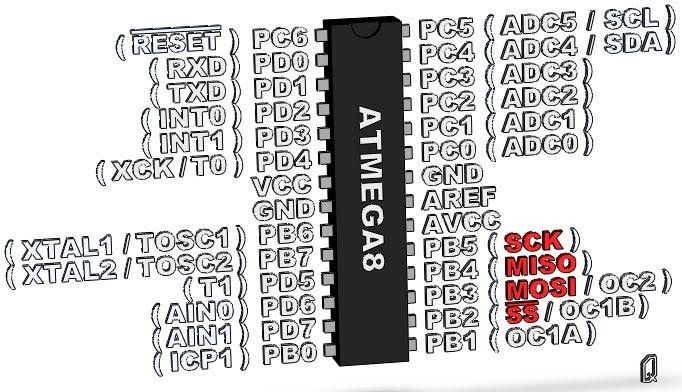 (RESET) PC6 PC5 (ADC5 / SCL)
(RXD) PD0 PC4 (ADC4 / SDA)
(TXD) PD1 PC3 (ADC3)
(INT0) PD2 PC2 (ADC2)
(INT1) PD3 PC1 (ADC1)
(XCK / T0) PD4 PC0 (ADC0)
VCC GND
GND AREF
(XTAL1 / TOSC1) PB6 AVCC
(XTAL2 / TOSC2) PB7 PB5 (SCK)
(T1) PD5 PB4 (MISO)
(AIN0) PD6 PB3 (MOSI / OC2)
(AIN1) PD7 PB2 (SS / OC1B)
(ICP1) PB0 PB1 (OC1A)
ATMEGA8